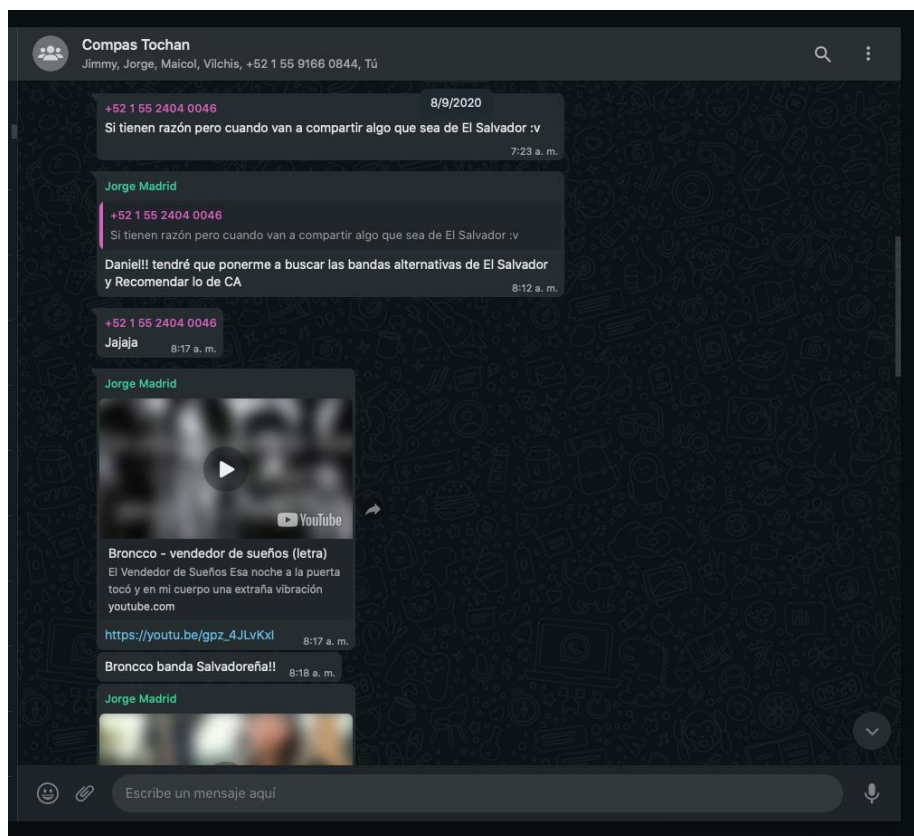 Compas Tochan
Jimmy, Jorge, Maicol, Vilchis, +52 1 55 9166 0844, Tú
8/9/2020
+52 1 55 2404 0046
Si tienen razón pero cuando van a compartir algo que sea de El Salvador :v
7:23 a. m.
Jorge Madrid
+52 1 55 2404 0046
Si tienen razón pero cuando van a compartir algo que sea de El Salvador :v
Daniel!! tendré que ponerme a buscar las bandas alternativas de El Salvador
y Recomendar lo de CA
8:12 a. m.
+52 1 55 2404 0046
Jajaja
8:17 a. m.
Jorge Madrid
YouTube
Broncco - vendedor de sueños (letra)
El Vendedor de Sueños Esa noche a la puerta
tocó y en mi cuerpo una extraña vibración
youtube.com
https://youtu.be/gpz_4JLvKxI
8:17 a. m.
Broncco banda Salvadoreña!!
8:18 a. m.
Jorge Madrid
Escribe un mensaje aquí